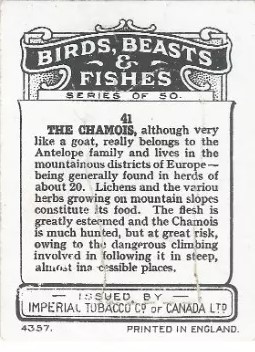 BIRDS, BEASTS
&
FISHES
SERIES OF 50.
41
THE CHAMOIS, although very
like a goat, really belongs to the
Antelope family and lives in the
mountainous districts of Europe—
being generally found in herds of
about 20. Lichens and the variou
herbs growing on mountain slopes
constitute its food. The flesh is
greatly esteemed and the Chamois
is much hunted, but at great risk,
owing to the dangerous climbing
involved in following it in steep,
almost ina cessible places.
ISSUED BY
IMPERIAL TOBACCO Co OF CANADA LTD
4357. PRINTED IN ENGLAND.